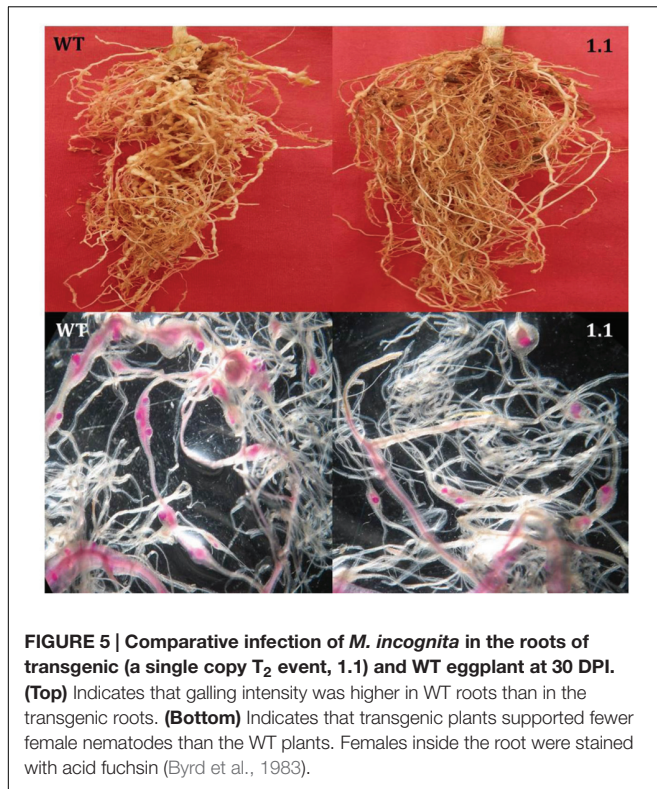 WT
1.1
WT
1.1
FIGURE 5 | Comparative infection of M. incognita in the roots of
transgenic (a single copy T2 event, 1.1) and WT eggplant at 30 DPI.
(Top) Indicates that galling intensity was higher in WT roots than in the
transgenic roots. (Bottom) Indicates that transgenic plants supported fewer
female nematodes than the WT plants. Females inside the root were stained
with acid fuchsin (Byrd et al., 1983).